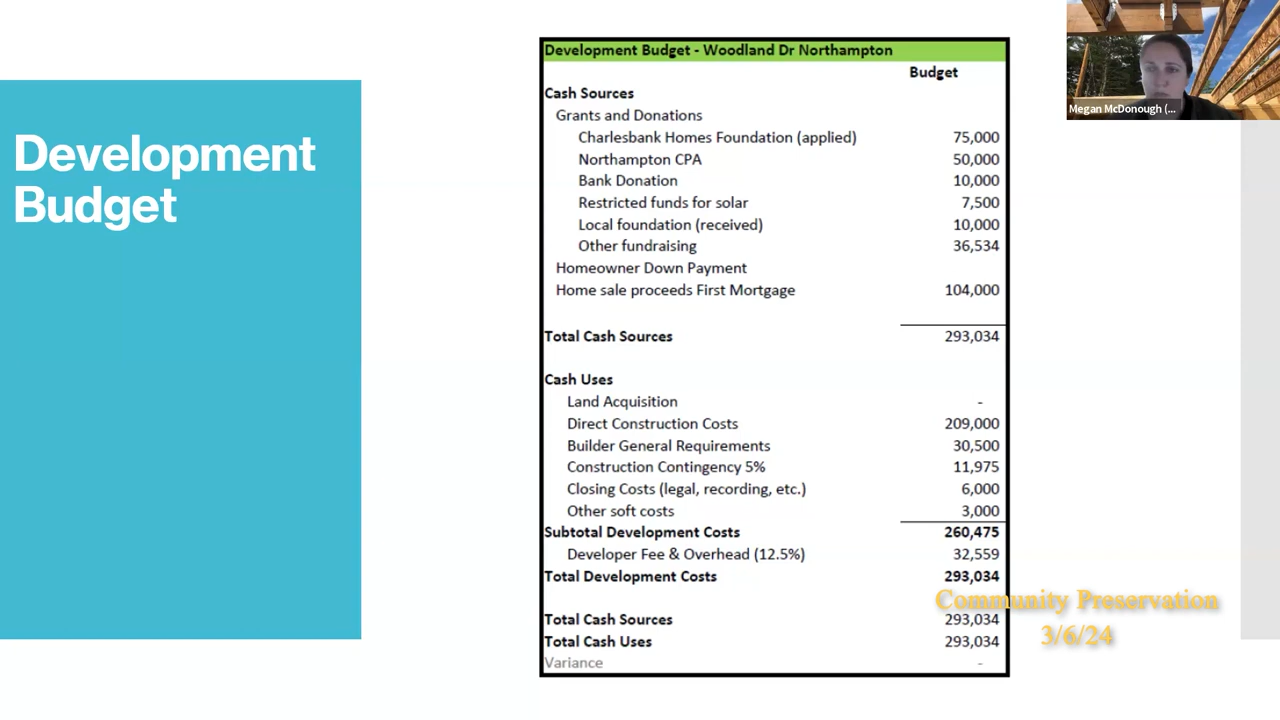 Development
Budget
Development Budget - Woodland Dr Northampton
Budget
Cash Sources
Grants and Donations
Charlesbank Homes Foundation (applied) 75,000
Northampton CPA 50,000
Bank Donation 10,000
Restricted funds for solar 7,500
Local foundation (received) 10,000
Other fundraising 36,534
Homeowner Down Payment
Home sale proceeds First Mortgage 104,000
Total Cash Sources 293,034
Cash Uses
Land Acquisition -
Direct Construction Costs 209,000
Builder General Requirements 30,500
Construction Contingency 5% 11,975
Closing Costs (legal, recording, etc.) 6,000
Other soft costs 3,000
Subtotal Development Costs 260,475
Developer Fee & Overhead (12.5%) 32,559
Total Development Costs 293,034
Total Cash Sources 293,034
Total Cash Uses 293,034
Variance -
Megan McDonough (...
Community Preservation
3/6/24